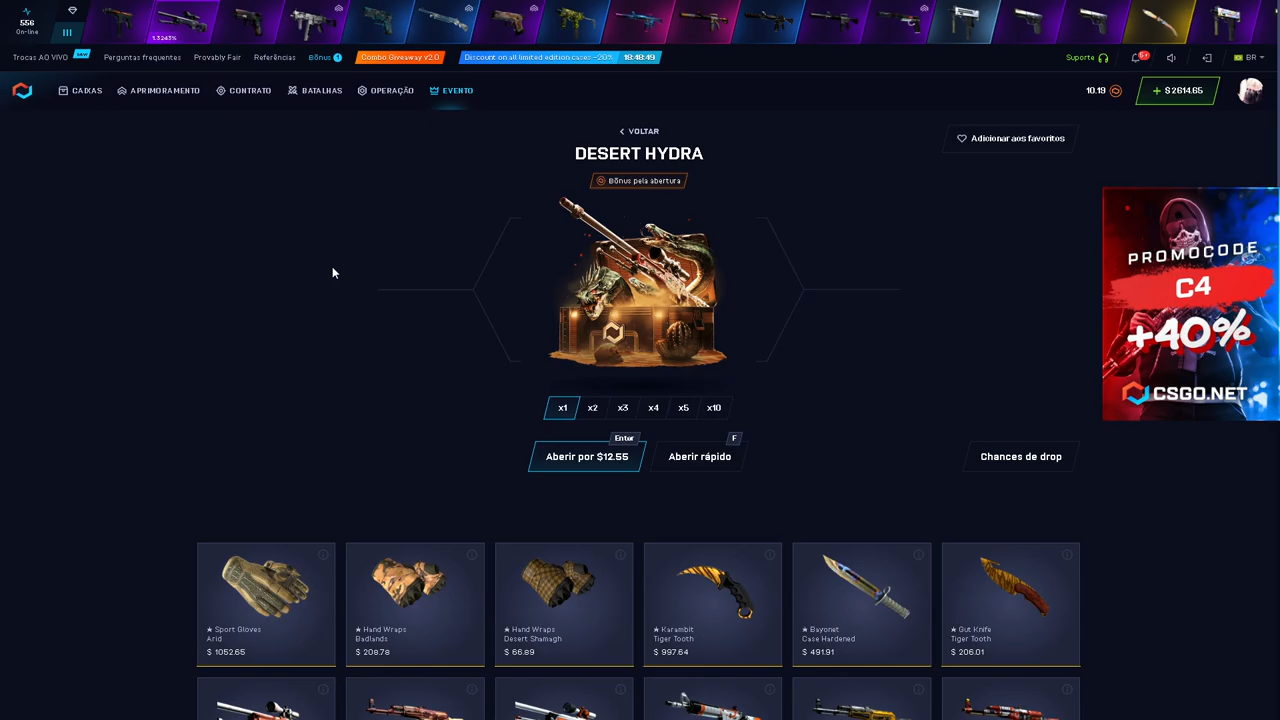 556
On-line
1.3243%
Trocas AO VIVO
NEW
Perguntas frequentes
Provably Fair
Referências
Bônus
1
Combo Giveaway v2.0
Discount on all limited edition cases -20%
18:48:49
Suporte
5+
BR
CAIXAS
APRIMORAMENTO
CONTRATO
BATALHAS
OPERAÇÃO
EVENTO
10.19
+ $ 2614.65
VOLTAR
DESERT HYDRA
Adicionar aos favoritos
Bônus pela abertura
PROMOCODE
C4
+40%
CSGO.NET
x1
x2
x3
x4
x5
x10
Enter
F
Aberir por $12.55
Aberir rápido
Chances de drop
★ Sport Gloves
Arid
$ 1052.65
★ Hand Wraps
Badlands
$ 208.78
★ Hand Wraps
Desert Shamagh
$ 66.89
★ Karambit
Tiger Tooth
$ 997.64
★ Bayonet
Case Hardened
$ 491.91
★ Gut Knife
Tiger Tooth
$ 206.01